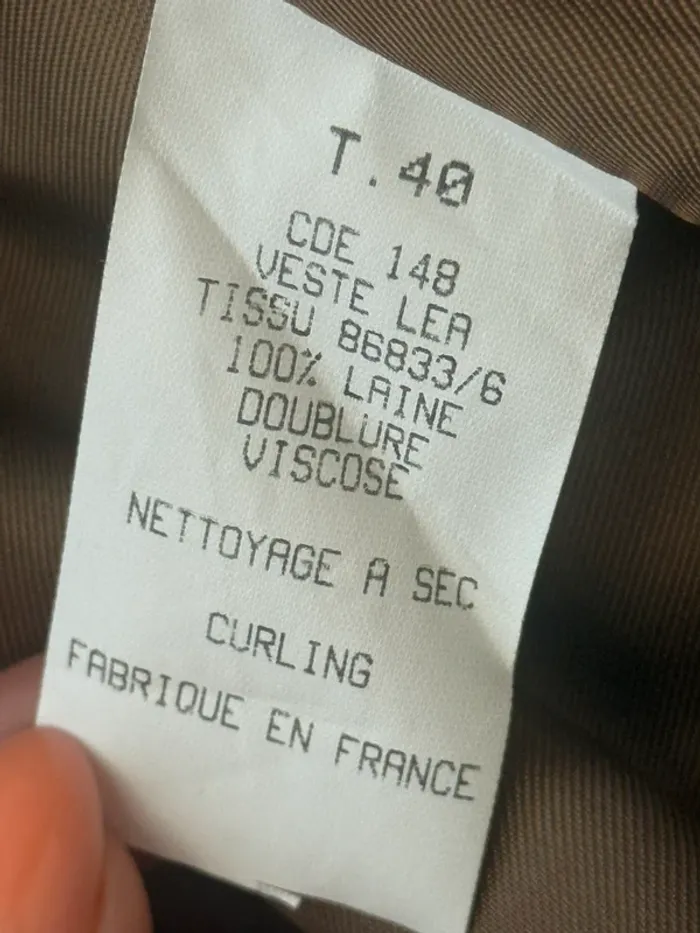 T.40
CDE 148
VESTE LEA
TISSU 86833/6
100% LAINE
DOUBLURE
VISCOSE
NETTOYAGE A SEC
CURLING
FABRIQUE EN FRANCE